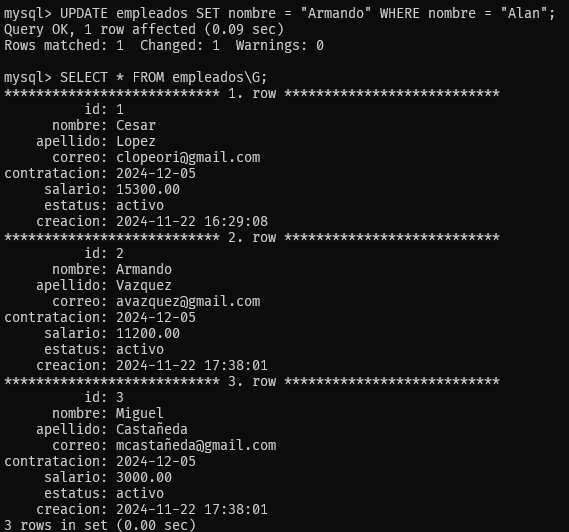 mysql> UPDATE empleados SET nombre = "Armando" WHERE nombre = "Alan";
Query OK, 1 row affected (0.09 sec)
Rows matched: 1  Changed: 1  Warnings: 0

mysql> SELECT * FROM empleados\G;
*************************** 1. row ***************************
          id: 1
      nombre: Cesar
    apellido: Lopez
      correo: clopeori@gmail.com
contratacion: 2024-12-05
     salario: 15300.00
     estatus: activo
    creacion: 2024-11-22 16:29:08
*************************** 2. row ***************************
          id: 2
      nombre: Armando
    apellido: Vazquez
      correo: avazquez@gmail.com
contratacion: 2024-12-05
     salario: 11200.00
     estatus: activo
    creacion: 2024-11-22 17:38:01
*************************** 3. row ***************************
          id: 3
      nombre: Miguel
    apellido: Castañeda
      correo: mcastañeda@gmail.com
contratacion: 2024-12-05
     salario: 3000.00
     estatus: activo
    creacion: 2024-11-22 17:38:01
3 rows in set (0.00 sec)